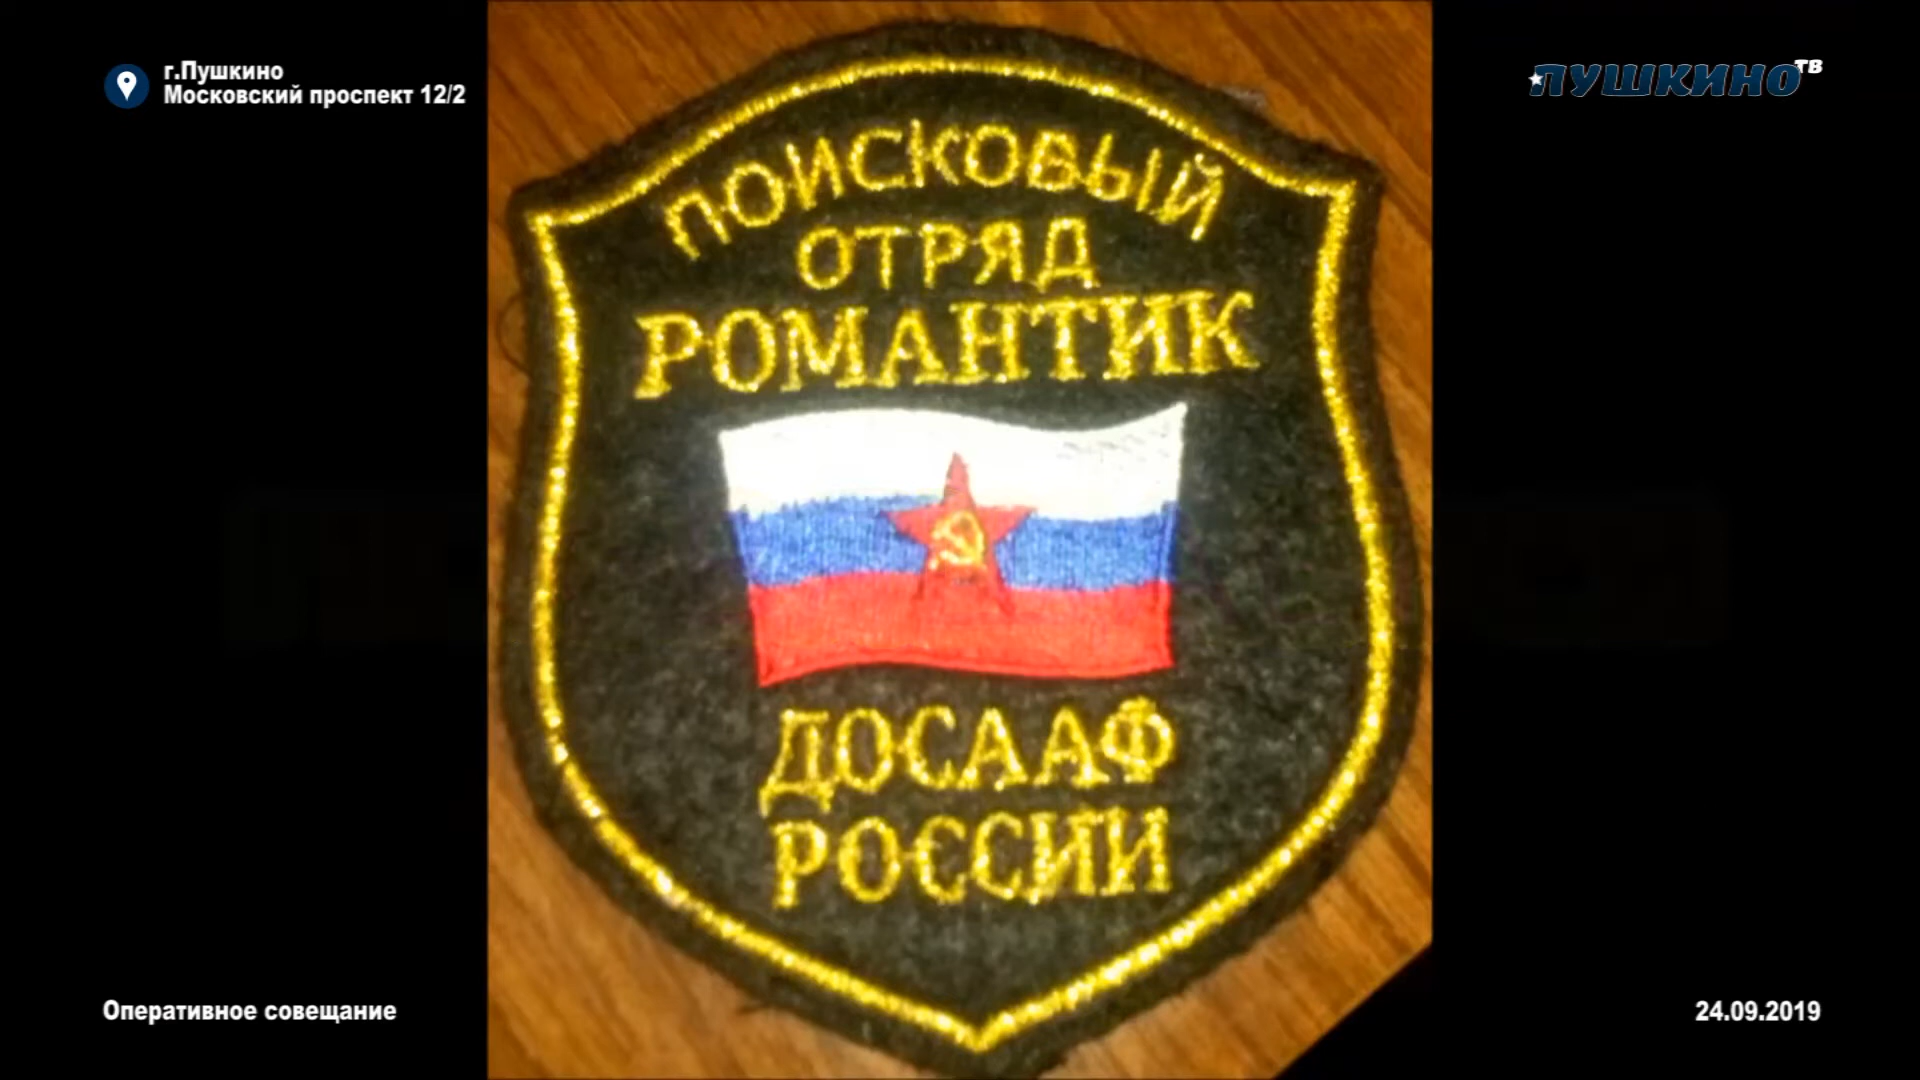 г.Пушкино
Московский проспект 12/2
ПУШКИНО ТВ
ПОИСКОВЫЙ
ОТРЯД
РОМАНТИК
ДОСААФ
РОССИИ
Оперативное совещание
24.09.2019